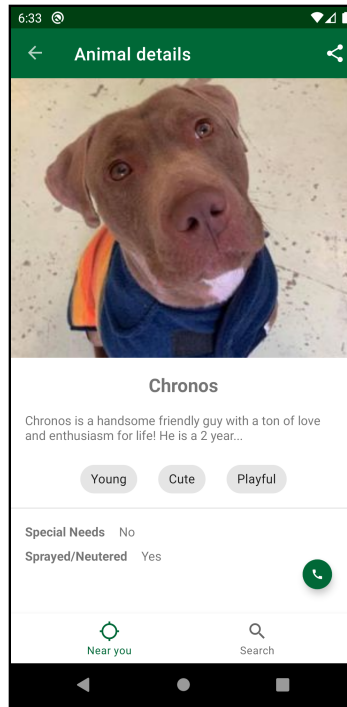 6:33
Animal details
Chronos
Chronos is a handsome friendly guy with a ton of love
and enthusiasm for life! He is a 2 year...
Young Cute Playful
Special Needs No
Sprayed/Neutered Yes
Near you Search